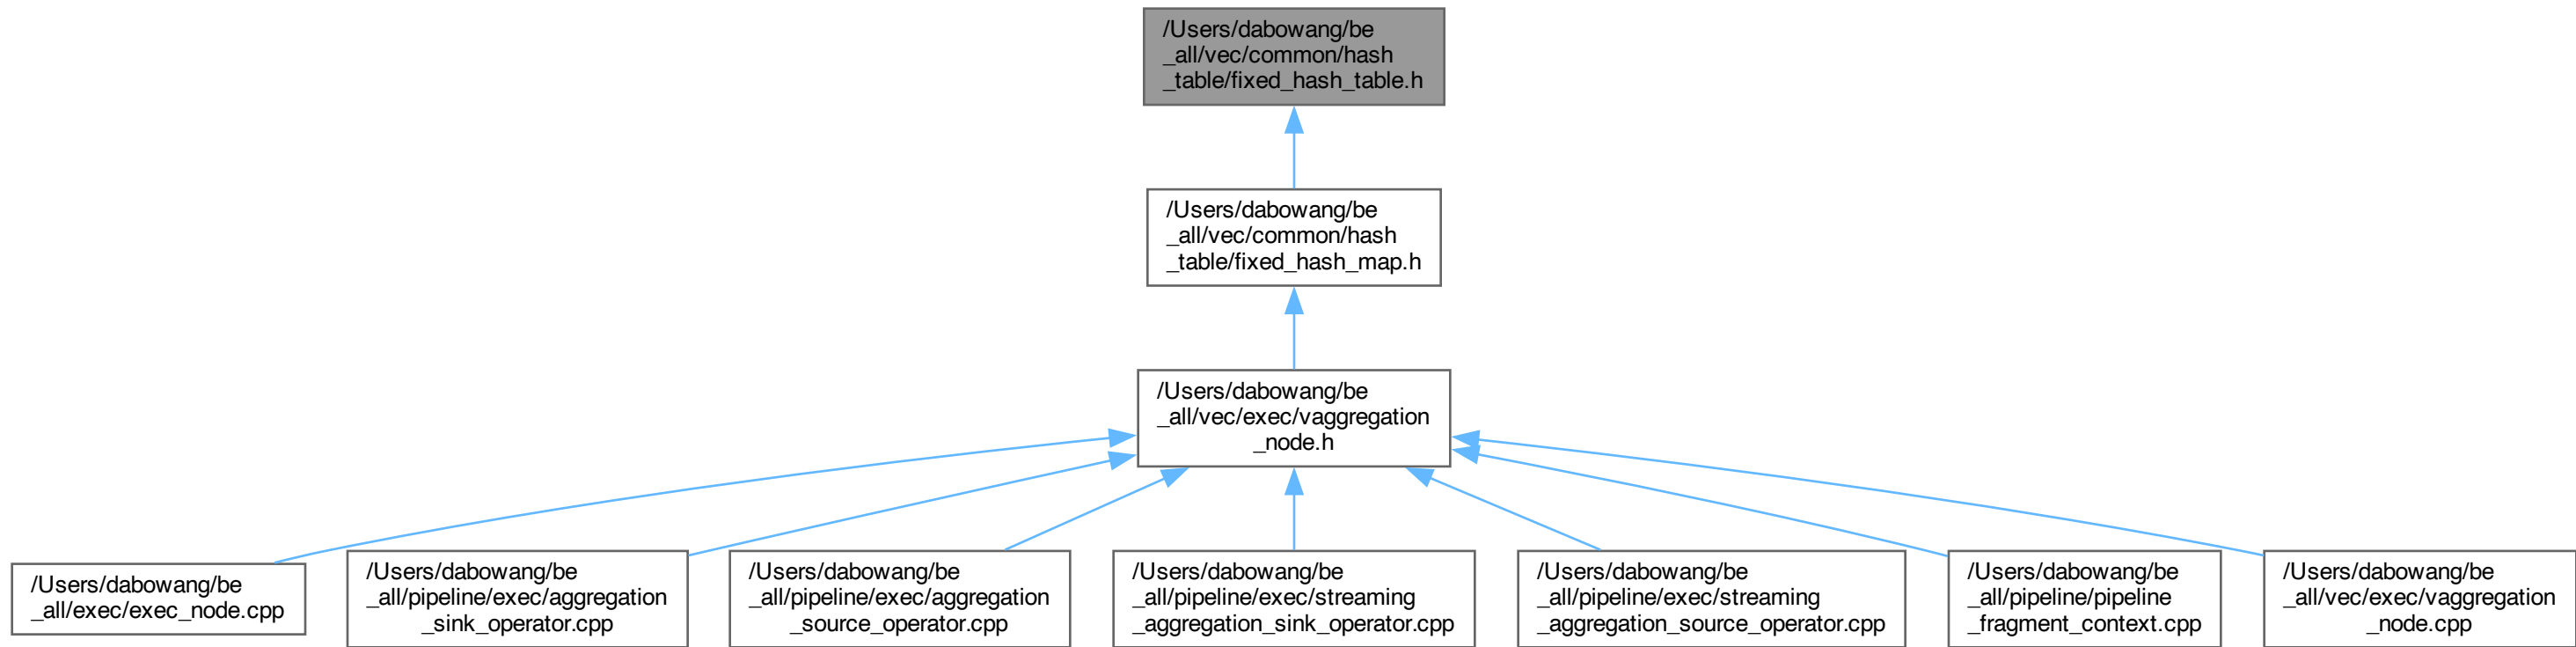 /Users/dabowang/be
_all/vec/common/hash
_table/fixed_hash_table.h
/Users/dabowang/be
_all/vec/common/hash
_table/fixed_hash_map.h
/Users/dabowang/be
_all/vec/exec/vaggregation
_node.h
/Users/dabowang/be
_all/exec/exec_node.cpp
/Users/dabowang/be
_all/pipeline/exec/aggregation
_sink_operator.cpp
/Users/dabowang/be
_all/pipeline/exec/aggregation
_source_operator.cpp
/Users/dabowang/be
_all/pipeline/exec/streaming
_aggregation_sink_operator.cpp
/Users/dabowang/be
_all/pipeline/exec/streaming
_aggregation_source_operator.cpp
/Users/dabowang/be
_all/pipeline/pipeline
_fragment_context.cpp
/Users/dabowang/be
_all/vec/exec/vaggregation
_node.cpp